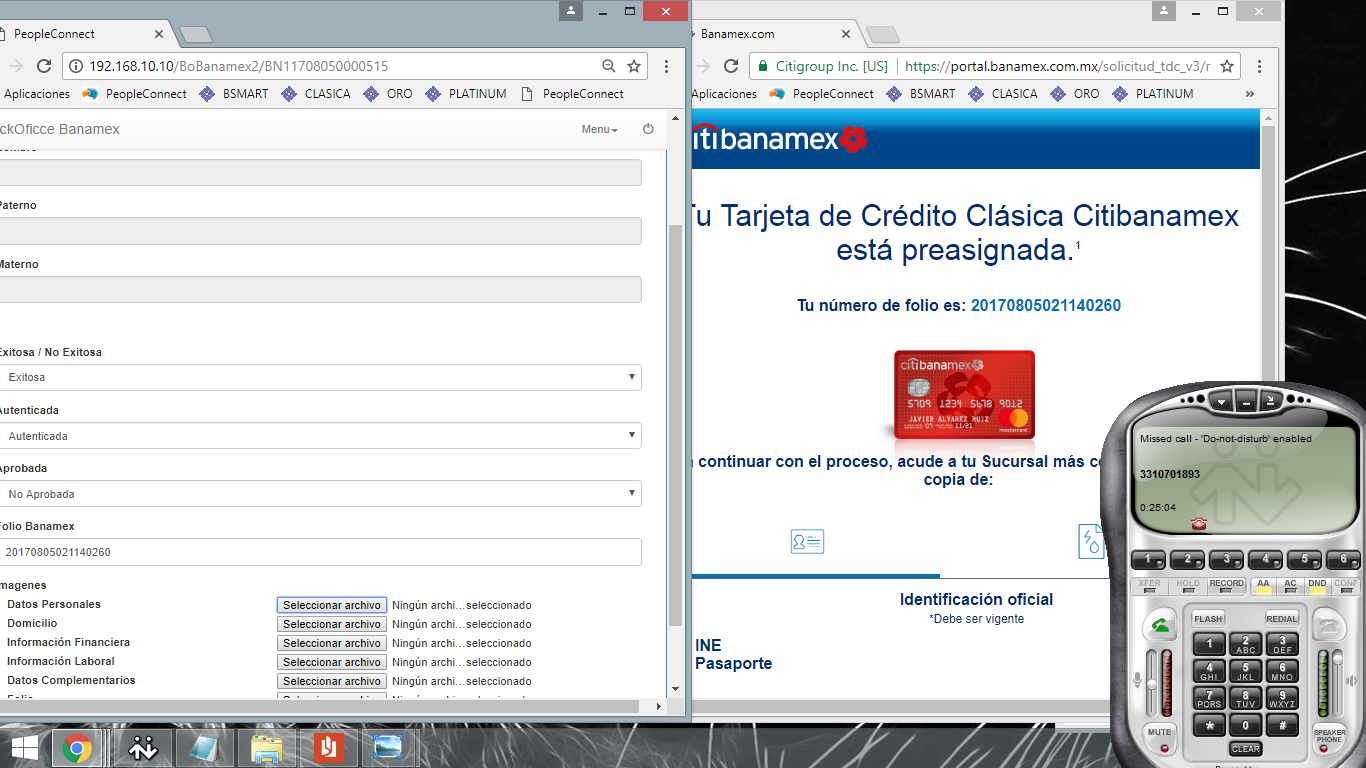 PeopleConnect
192.168.10.10/BoBanamex2/BN11708050000515
Aplicaciones PeopleConnect BSMART CLASICA ORO PLATINUM PeopleConnect
ckOficce Banamex Menu
Paterno
Materno
Exitosa / No Exitosa
Exitosa
Autenticada
Autenticada
Aprobada
No Aprobada
Folio Banamex
20170805021140260
magenes
Datos Personales Seleccionar archivo Ningún archi...seleccionado
Domicilio Seleccionar archivo Ningún archi...seleccionado
Información Financiera Seleccionar archivo Ningún archi...seleccionado
Información Laboral Seleccionar archivo Ningún archi...seleccionado
Datos Complementarios Seleccionar archivo Ningún archi...seleccionado
Banamex.com
Citigroup Inc. [US] https://portal.banamex.com.mx/solicitud_tdc_v3/r
Aplicaciones PeopleConnect BSMART CLASICA ORO PLATINUM »
citibanamex
Tu Tarjeta de Crédito Clásica Citibanamex
está preasignada.1
Tu número de folio es: 20170805021140260
citibanamex
5709 1234 5678 9012
11/21
JAVIER ALVAREZ RUIZ
mastercard
a continuar con el proceso, acude a tu Sucursal más c
copia de:
Identificación oficial
*Debe ser vigente
INE
Pasaporte
Missed call - 'Do-not-disturb' enabled
3310701893
0:25:04
1 2 3 4 5 6
XFER HOLD RECORD AA AC DND CONF
FLASH REDIAL
1 2 ABC 3 DEF
4 GHI 5 JKL 6 MNO
7 PQRS 8 TUV 9 WXYZ
* 0 #
MUTE CLEAR SPEAKER PHONE